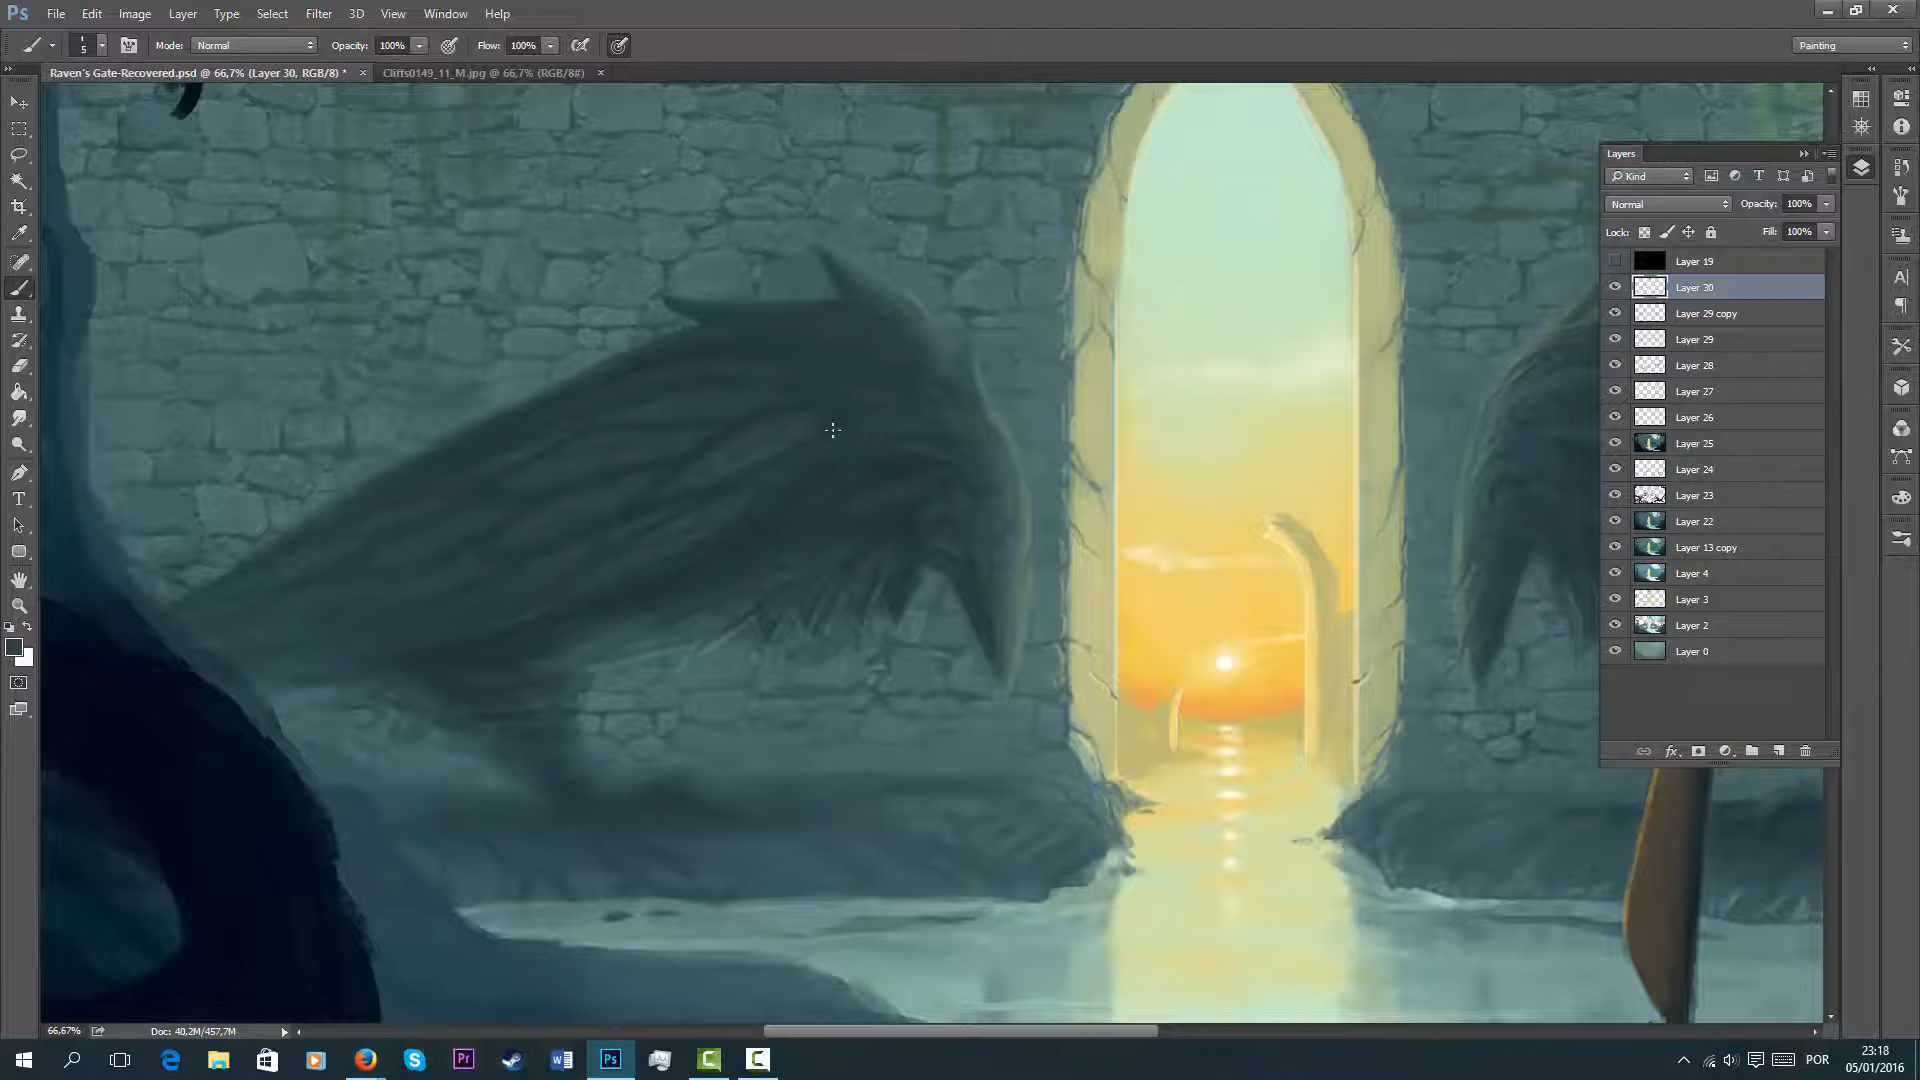 Ps File Edit Image Layer Type Select Filter 3D View Window Help
5 Mode: Normal Opacity: 100% Flow: 100% Painting
Raven's Gate-Recovered.psd @ 66,7% (Layer 30, RGB/8) * × Cliffs0149_11_M.jpg @ 66,7% (RGB/8#) ×
Layers
Kind
Normal Opacity: 100%
Lock: Fill: 100%
Layer 19
Layer 30
Layer 29 copy
Layer 29
Layer 28
Layer 27
Layer 26
Layer 25
Layer 24
Layer 23
Layer 22
Layer 13 copy
Layer 4
Layer 3
Layer 2
Layer 0
66,67% Doc: 40,2M/457,7M
POR
23:18
05/01/2016